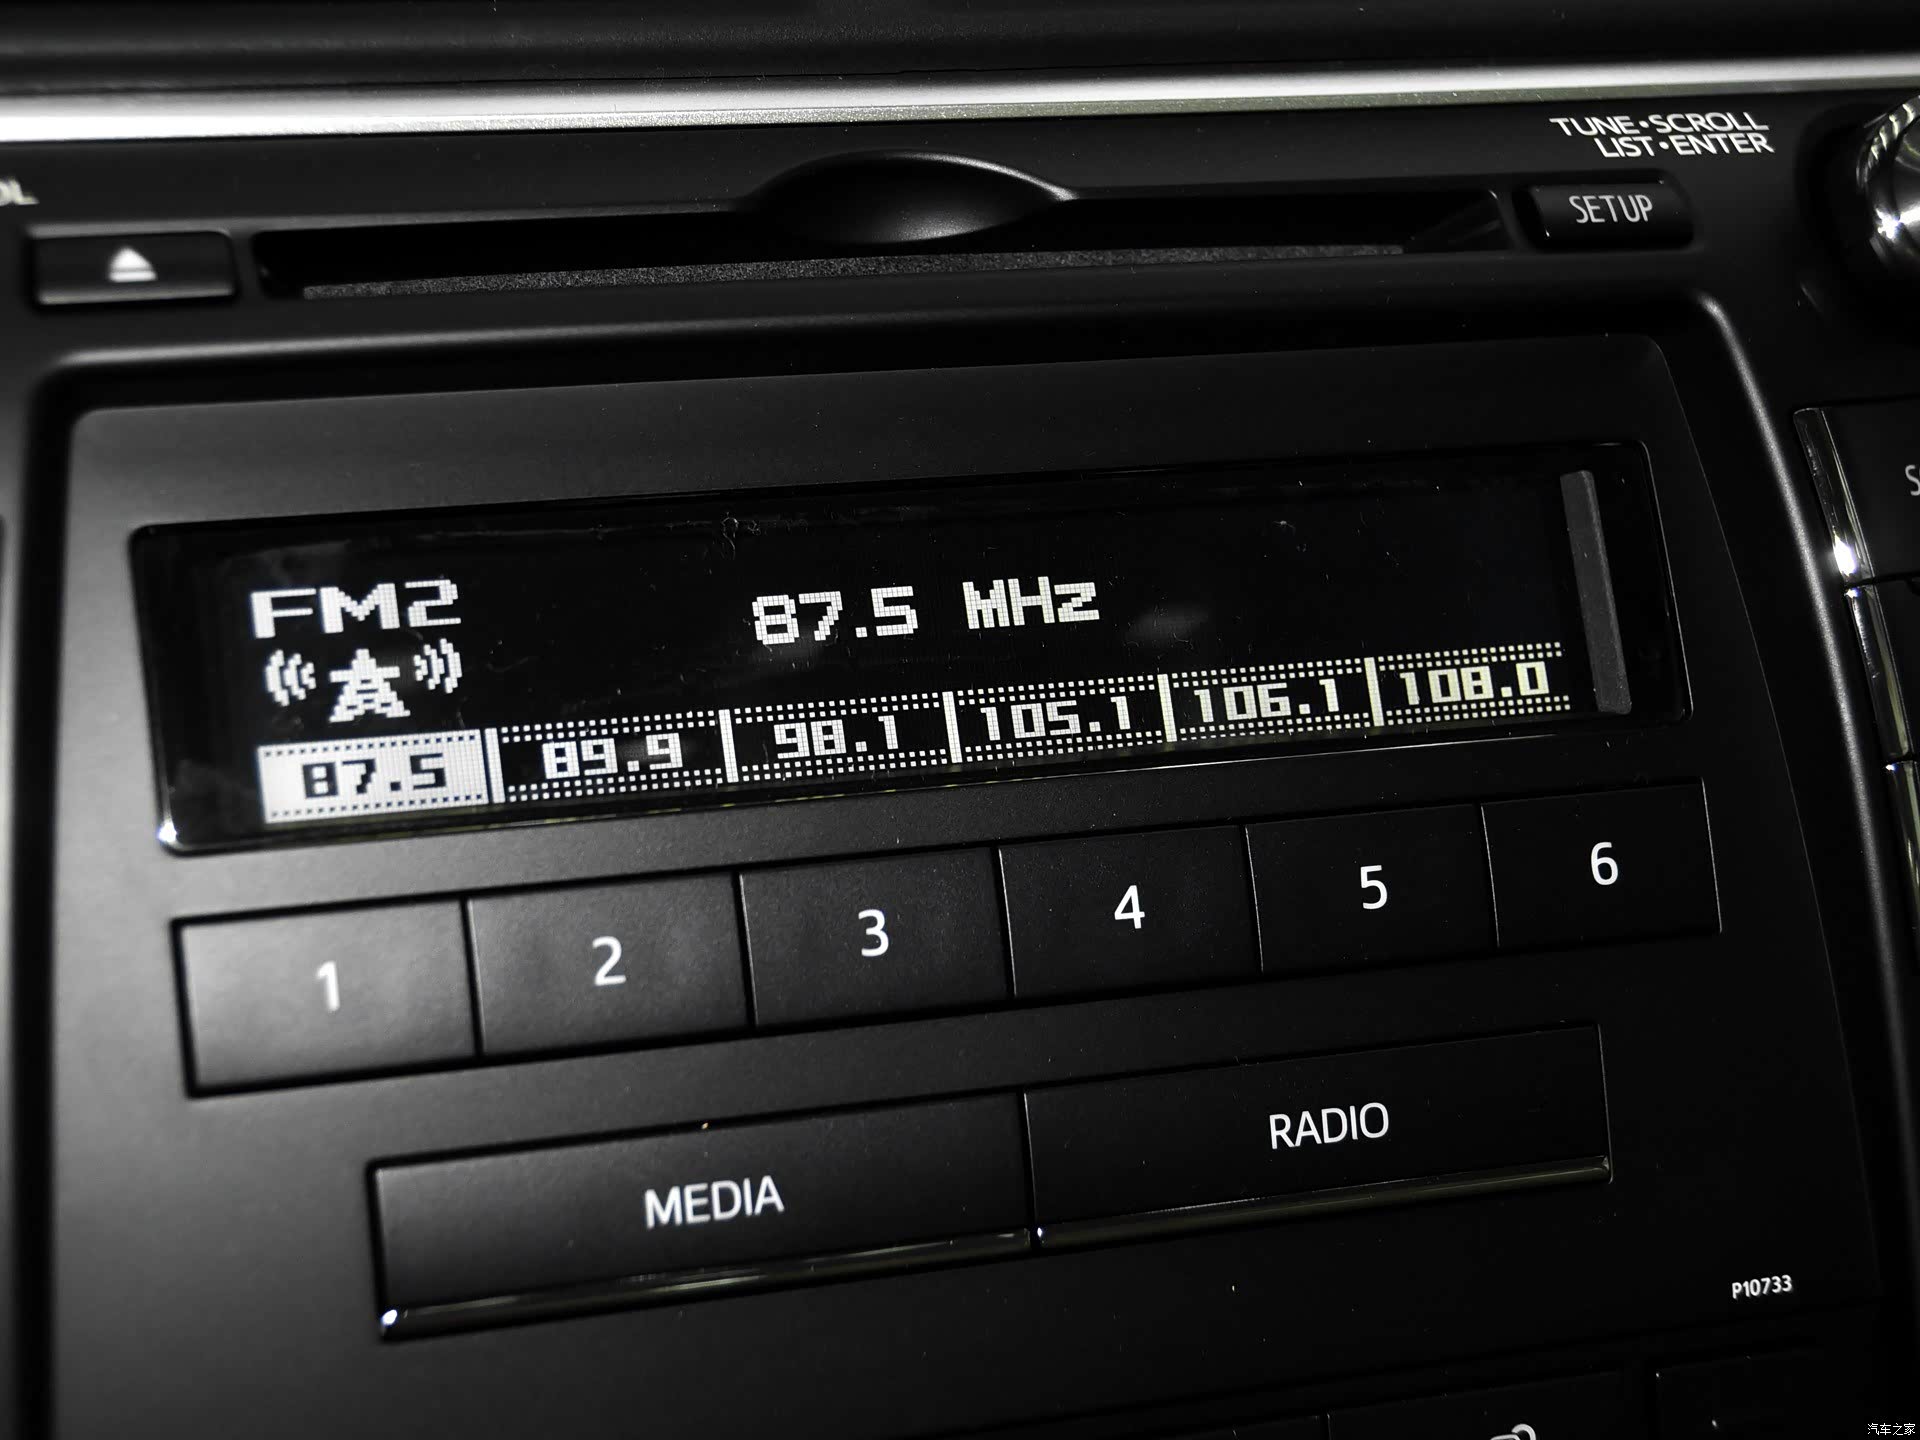 TUNE•SCROLL
LIST•ENTER
OL
SETUP
FM2 87.5 MHz
87.5 89.9 98.1 105.1 106.1 108.0
1 2 3 4 5 6
MEDIA RADIO
P10733
汽车之家